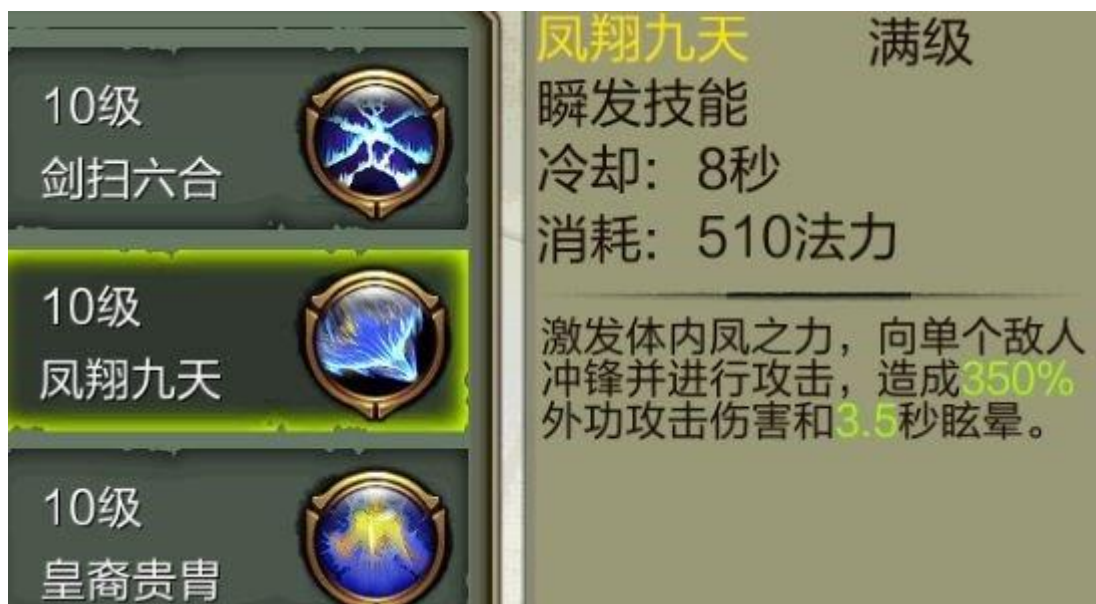 10级
剑扫六合
10级
凤翔九天
10级
皇裔贵胄
凤翔九天 满级
瞬发技能
冷却：8秒
消耗：510法力
激发体内凤之力，向单个敌人
冲锋并进行攻击，造成350%
外功攻击伤害和3.5秒眩晕。